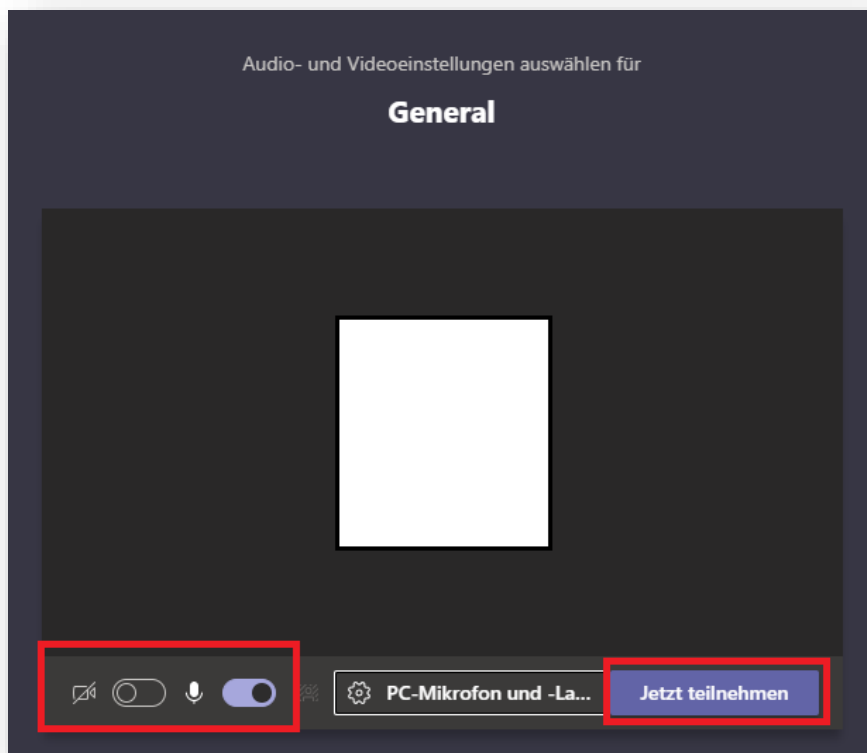 Audio- und Videoeinstellungen auswählen für
General
PC-Mikrofon und -La... Jetzt teilnehmen